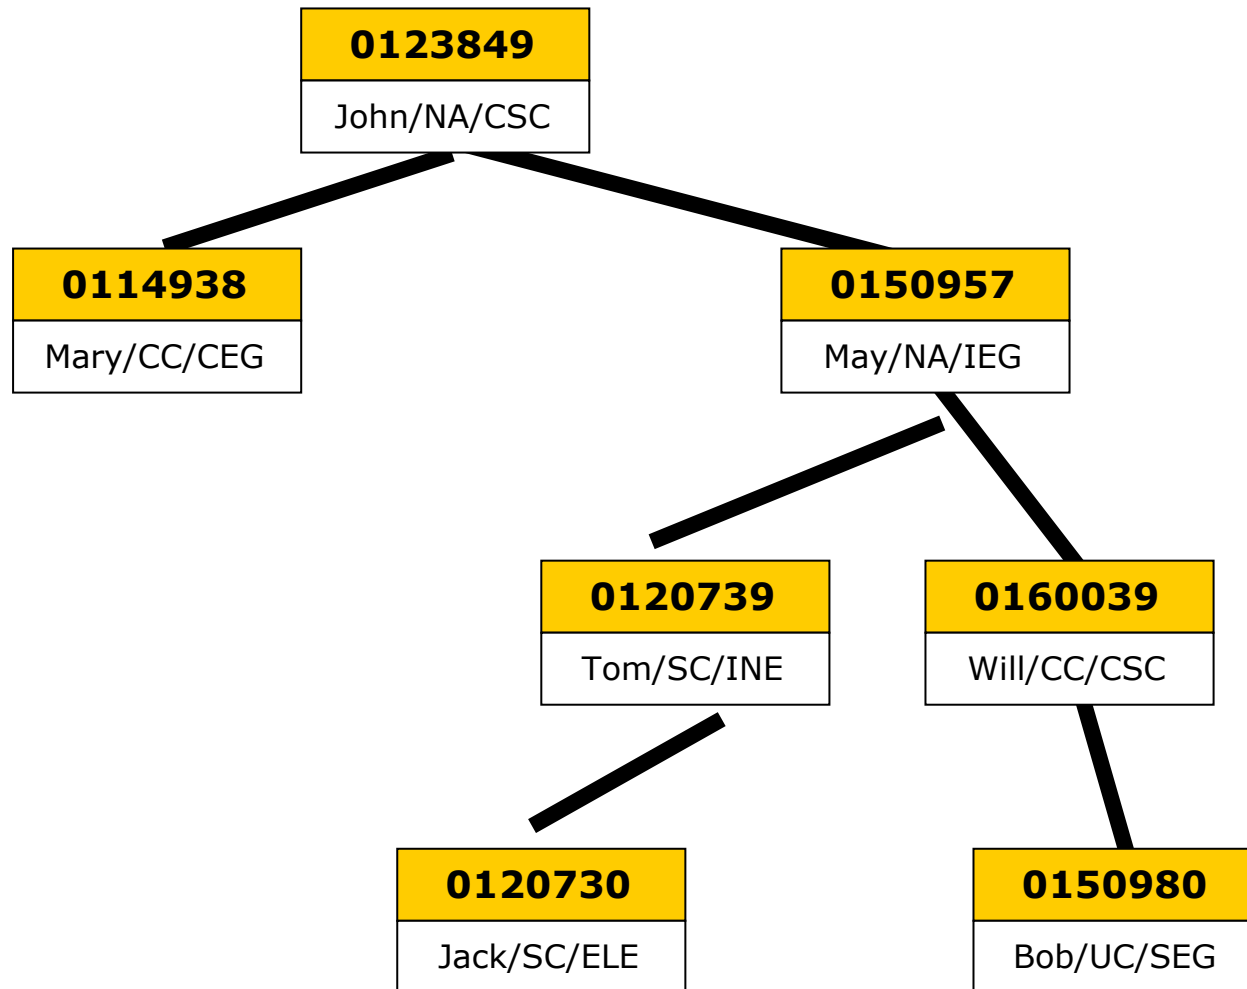 0123849
John/NA/CSC
0114938
Mary/CC/CEG
0150957
May/NA/IEG
0120739
Tom/SC/INE
0160039
Will/CC/CSC
0120730
Jack/SC/ELE
0150980
Bob/UC/SEG